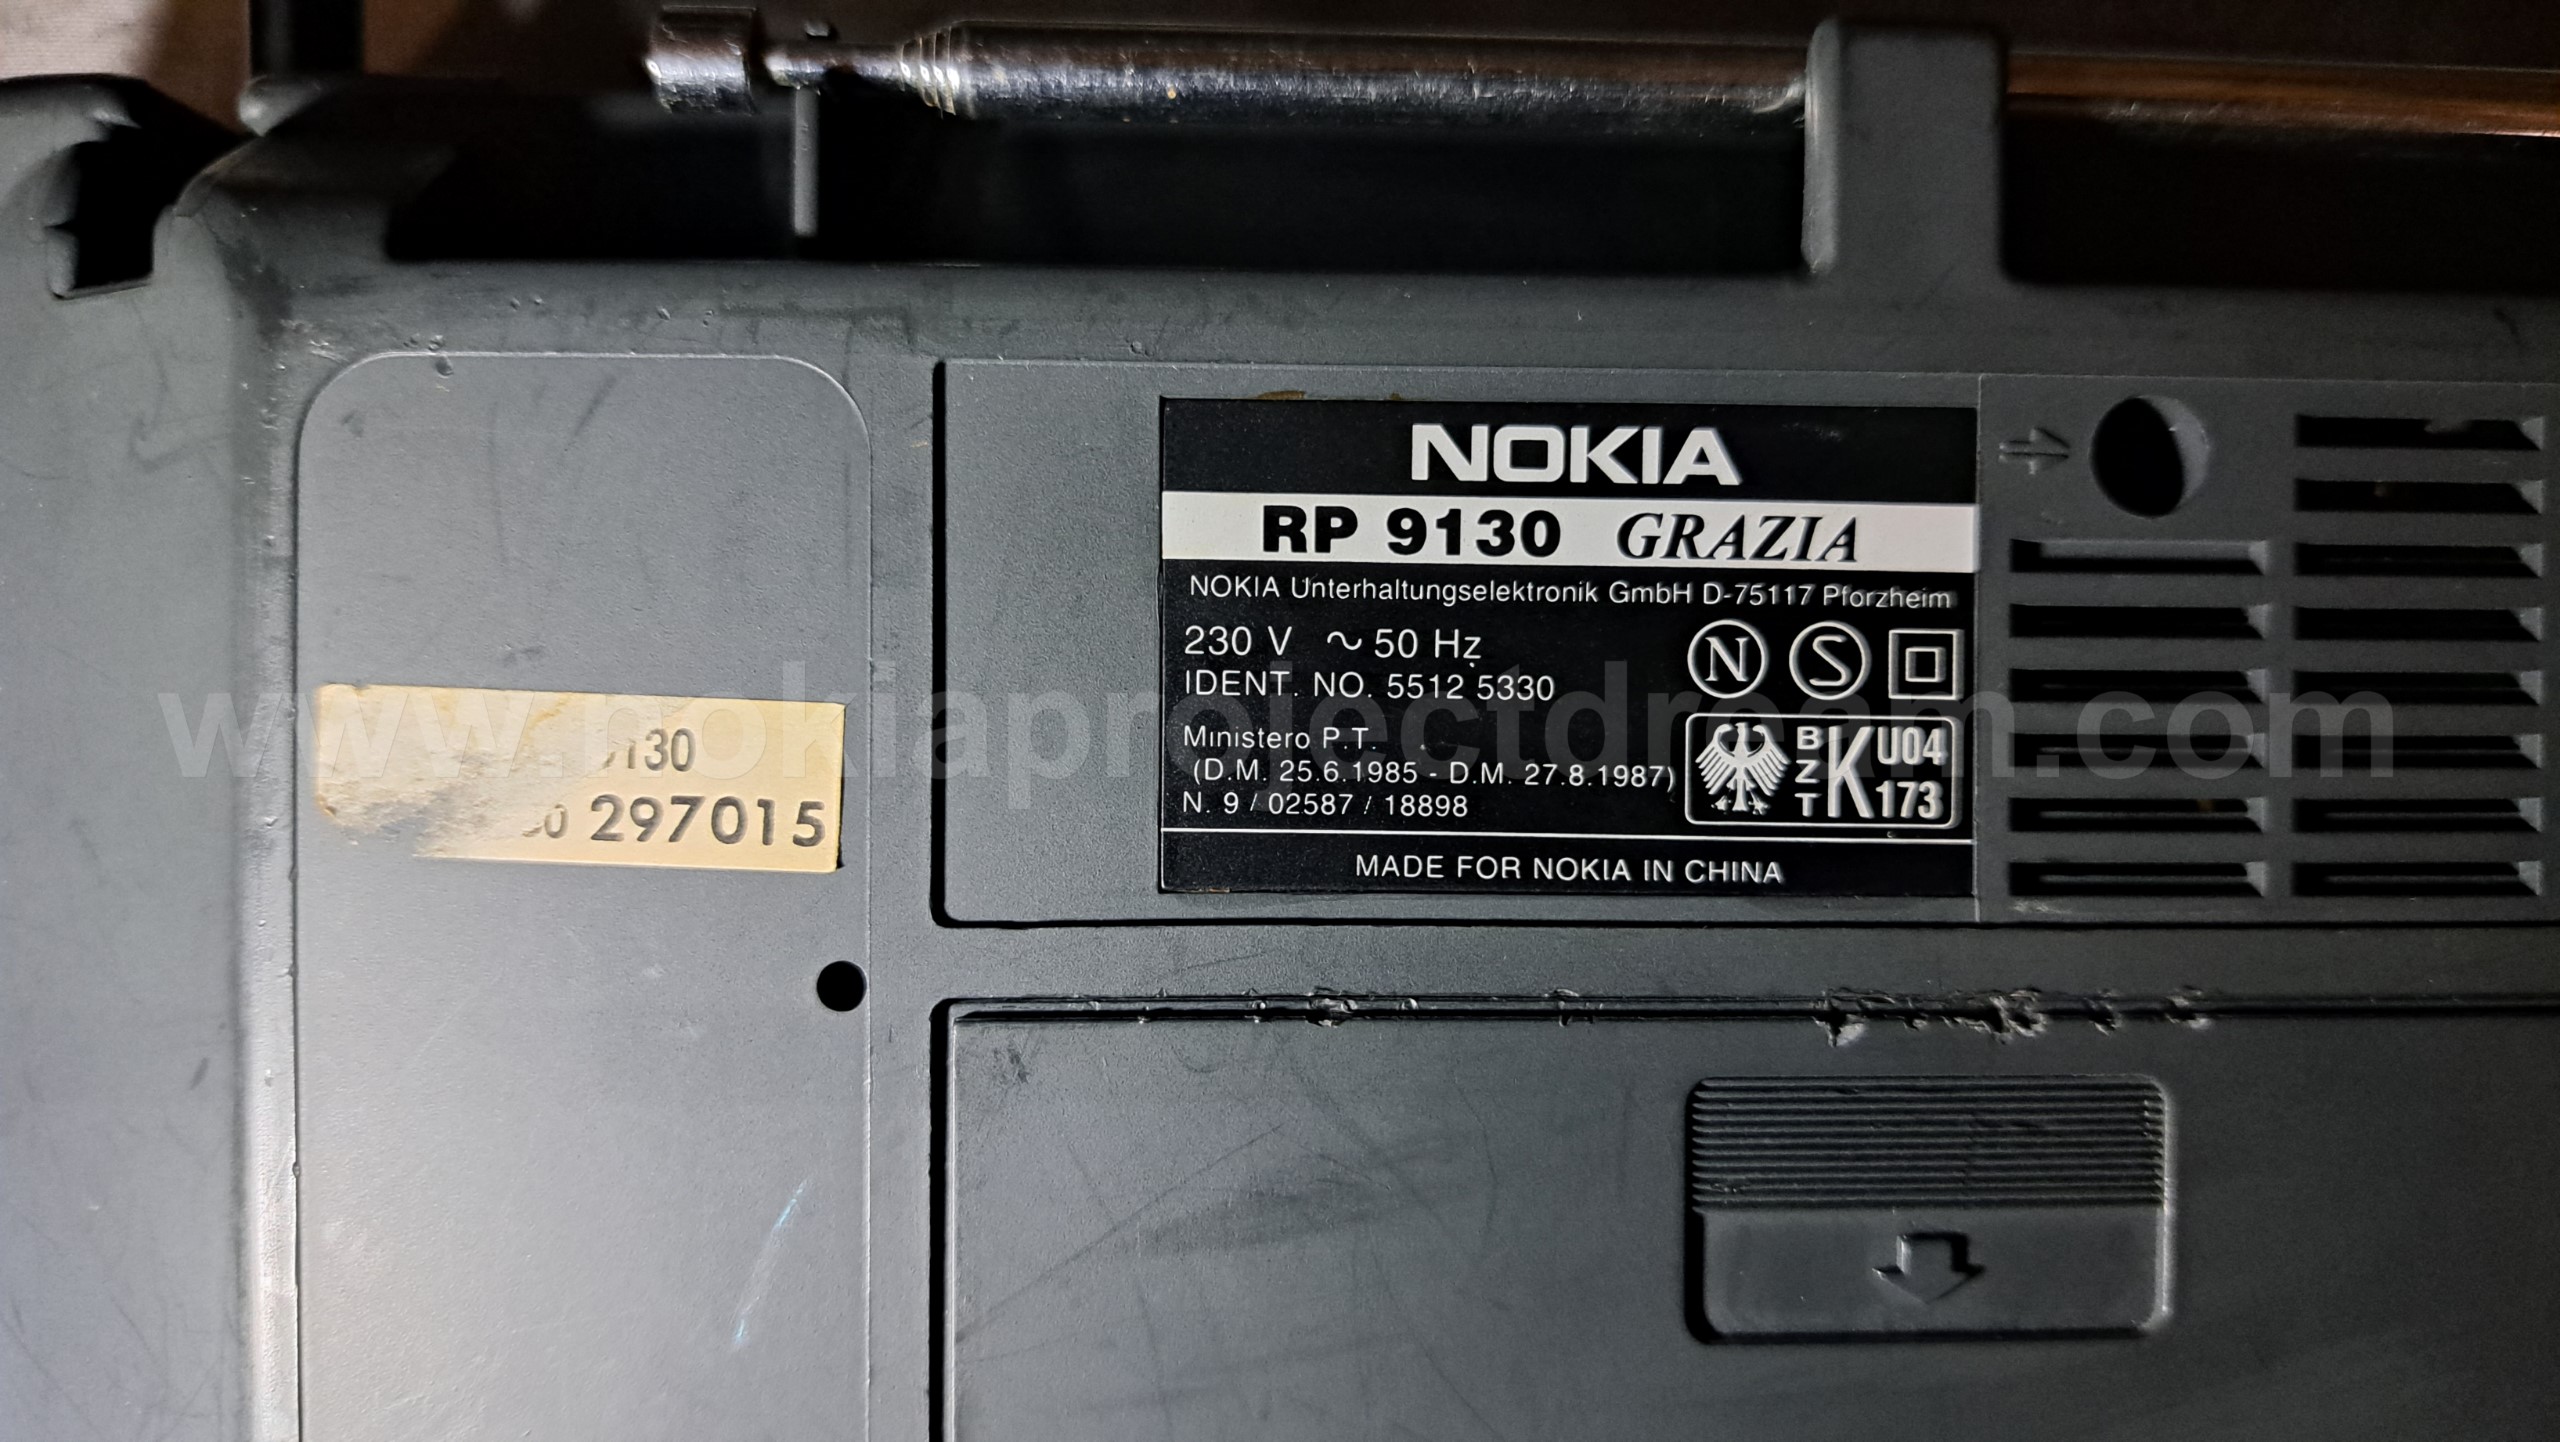 NOKIA
RP 9130 GRAZIA
NOKIA Unterhaltungselektronik GmbH D-75117 Pforzheim
230 V ~ 50 Hz
N S
IDENT. NO. 5512 5330
Ministero P.T.
(D.M. 25.6.1985 - D.M. 27.8.1987)
N. 9 / 02587 / 18898
BZT K U04 173
MADE FOR NOKIA IN CHINA
130
297015
www.nokiaprojectdream.com